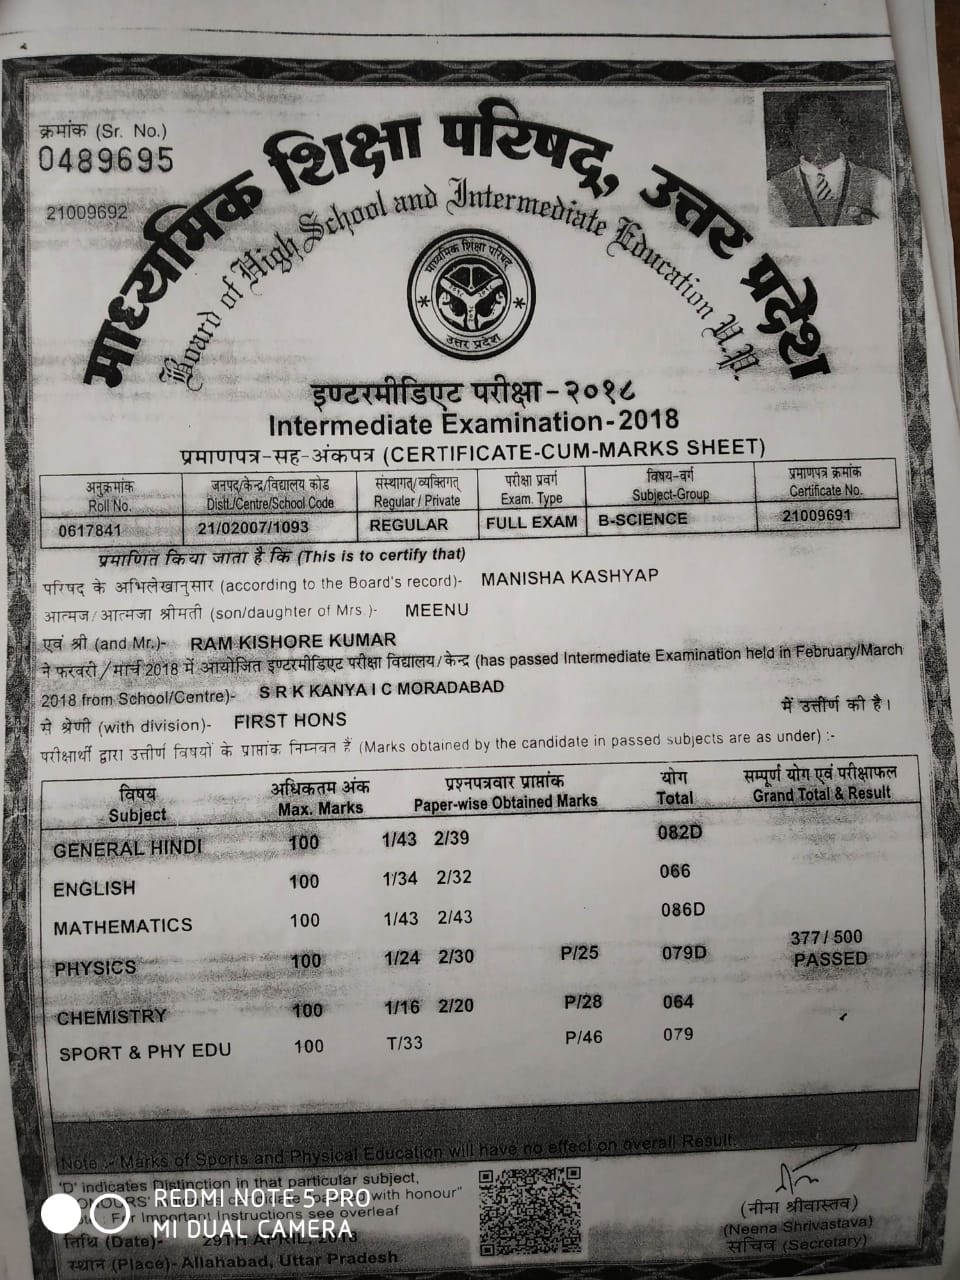 क्रमांक (Sr. No.)
0489695
21009692
माध्यमिक शिक्षा परिषद्, उत्तर प्रदेश
Board of High School and Intermediate Education U.P.
माध्यमिक शिक्षा परिषद्
उत्तर प्रदेश
इण्टरमीडिएट परीक्षा-२०१८
Intermediate Examination-2018
प्रमाणपत्र-सह-अंकपत्र (CERTIFICATE-CUM-MARKS SHEET)
अनुक्रमांक जनपद/केन्द्र/विद्यालय कोड संस्थागत्/व्यक्तिगत् परीक्षा प्रवर्ग विषय-वर्ग प्रमाणपत्र क्रमांक
Roll No. Distt./Centre/School Code Regular / Private Exam. Type Subject-Group Certificate No.
0617841 21/02007/1093 REGULAR FULL EXAM B-SCIENCE 21009691
प्रमाणित किया जाता है कि (This is to certify that)
परिषद के अभिलेखानुसार (according to the Board's record)- MANISHA KASHYAP
आत्मज/आत्मजा श्रीमती (son/daughter of Mrs.)- MEENU
एवं श्री (and Mr.)- RAM KISHORE KUMAR
ने फरवरी/मार्च 2018 में आयोजित इण्टरमीडिएट परीक्षा विद्यालय/केन्द्र (has passed Intermediate Examination held in February/March
2018 from School/Centre)- S R K KANYA I C MORADABAD
में श्रेणी (with division)- FIRST HONS में उत्तीर्ण की है।
परीक्षार्थी द्वारा उत्तीर्ण विषयों के प्राप्तांक निम्नवत हैं (Marks obtained by the candidate in passed subjects are as under) :-
विषय अधिकतम अंक प्रश्नपत्रवार प्राप्तांक योग सम्पूर्ण योग एवं परीक्षाफल
Subject Max. Marks Paper-wise Obtained Marks Total Grand Total & Result
GENERAL HINDI 100 1/43 2/39 082D
ENGLISH 100 1/34 2/32 066
MATHEMATICS 100 1/43 2/43 086D
377/500
PHYSICS 100 1/24 2/30 P/25 079D PASSED
CHEMISTRY 100 1/16 2/20 P/28 064
SPORT & PHY EDU 100 T/33 P/46 079
Note :- Marks of Sports and Physical Education will have no effect on overall Result.
'D' indicates Distinction in that particular subject,
with honour"
For Important Instructions see overleaf
तिथि (Date)- 29TH APRIL, 2018
स्थान (Place)- Allahabad, Uttar Pradesh
(नीना श्रीवास्तव)
(Neena Shrivastava)
सचिव (Secretary)
REDMI NOTE 5 PRO
MI DUAL CAMERA